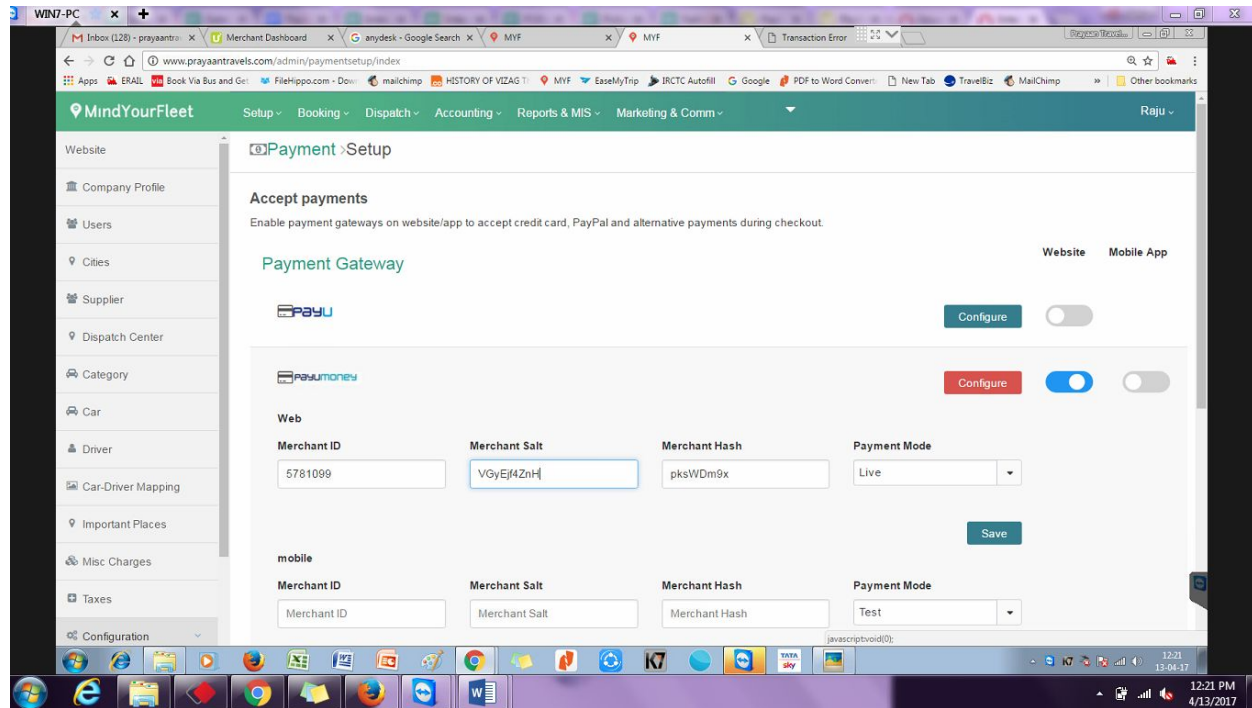 WIN7-PC x +
M Inbox (128) - prayaantra x Merchant Dashboard x G anydesk - Google Search x MYF x MYF x Transaction Error
www.prayaantravels.com/admin/paymentsetup/index
Apps ERAIL via Book Via Bus and Get FileHippo.com - Dow mailchimp HISTORY OF VIZAG T MYF EaseMyTrip IRCTC Autofill G Google PDF to Word Convert New Tab TravelBiz MailChimp » Other bookmarks
MindYourFleet Setup Booking Dispatch Accounting Reports & MIS Marketing & Comm Raju
Website
Payment >Setup
Company Profile
Accept payments
Users
Enable payment gateways on website/app to accept credit card, PayPal and alternative payments during checkout.
Cities
Payment Gateway Website Mobile App
Supplier
PayU Configure
Dispatch Center
Category
payumoney Configure
Car
Web
Driver
Merchant ID Merchant Salt Merchant Hash Payment Mode
5781099 VGyEjf4ZnH pksWDm9x Live
Car-Driver Mapping
Important Places
Save
Misc Charges
mobile
Merchant ID Merchant Salt Merchant Hash Payment Mode
Taxes
Merchant ID Merchant Salt Merchant Hash Test
Configuration
javascript:void(0);
K7 TATA sky K7 12:21
13-04-17
W 12:21 PM
4/13/2017